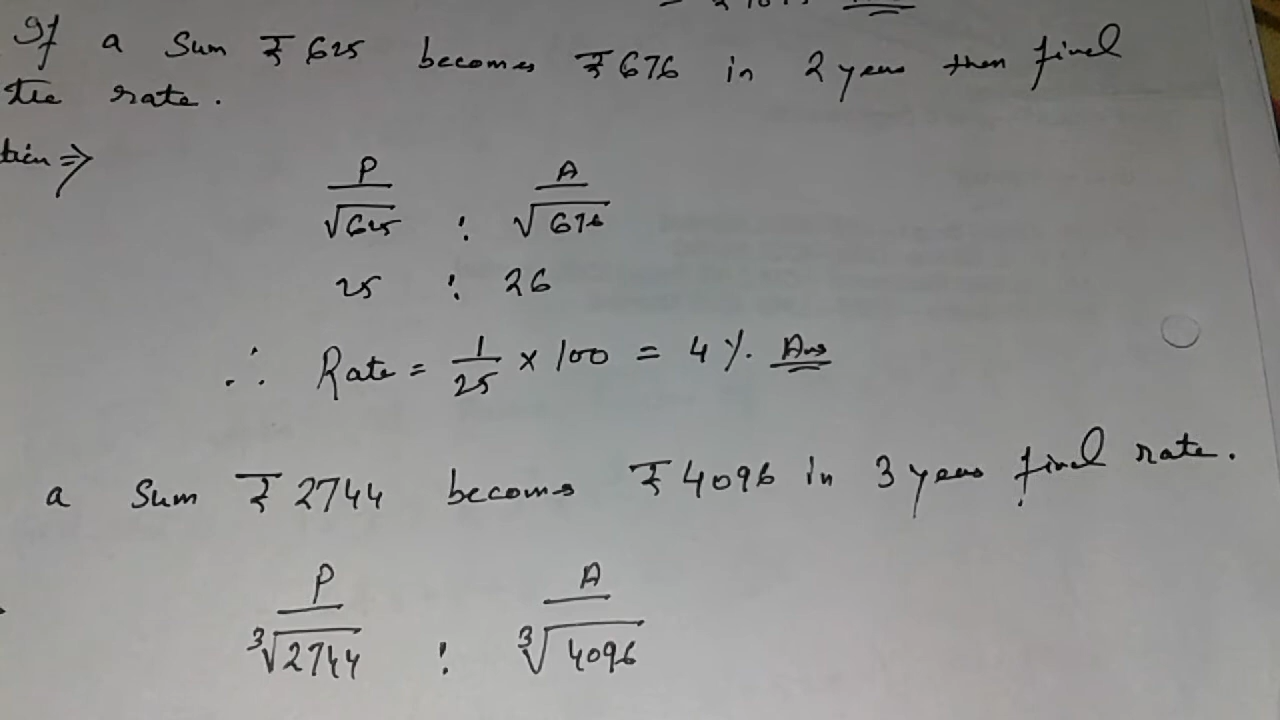 If a sum ₹ 625 becomes ₹ 676 in 2 years then find
the rate.
tion ⇒
P A
√625 : √676
25 : 26
∴ Rate = 1/25 × 100 = 4 %. Ans
a sum ₹ 2744 becomes ₹ 4096 in 3 years find rate.
P A
∛2744 : ∛4096